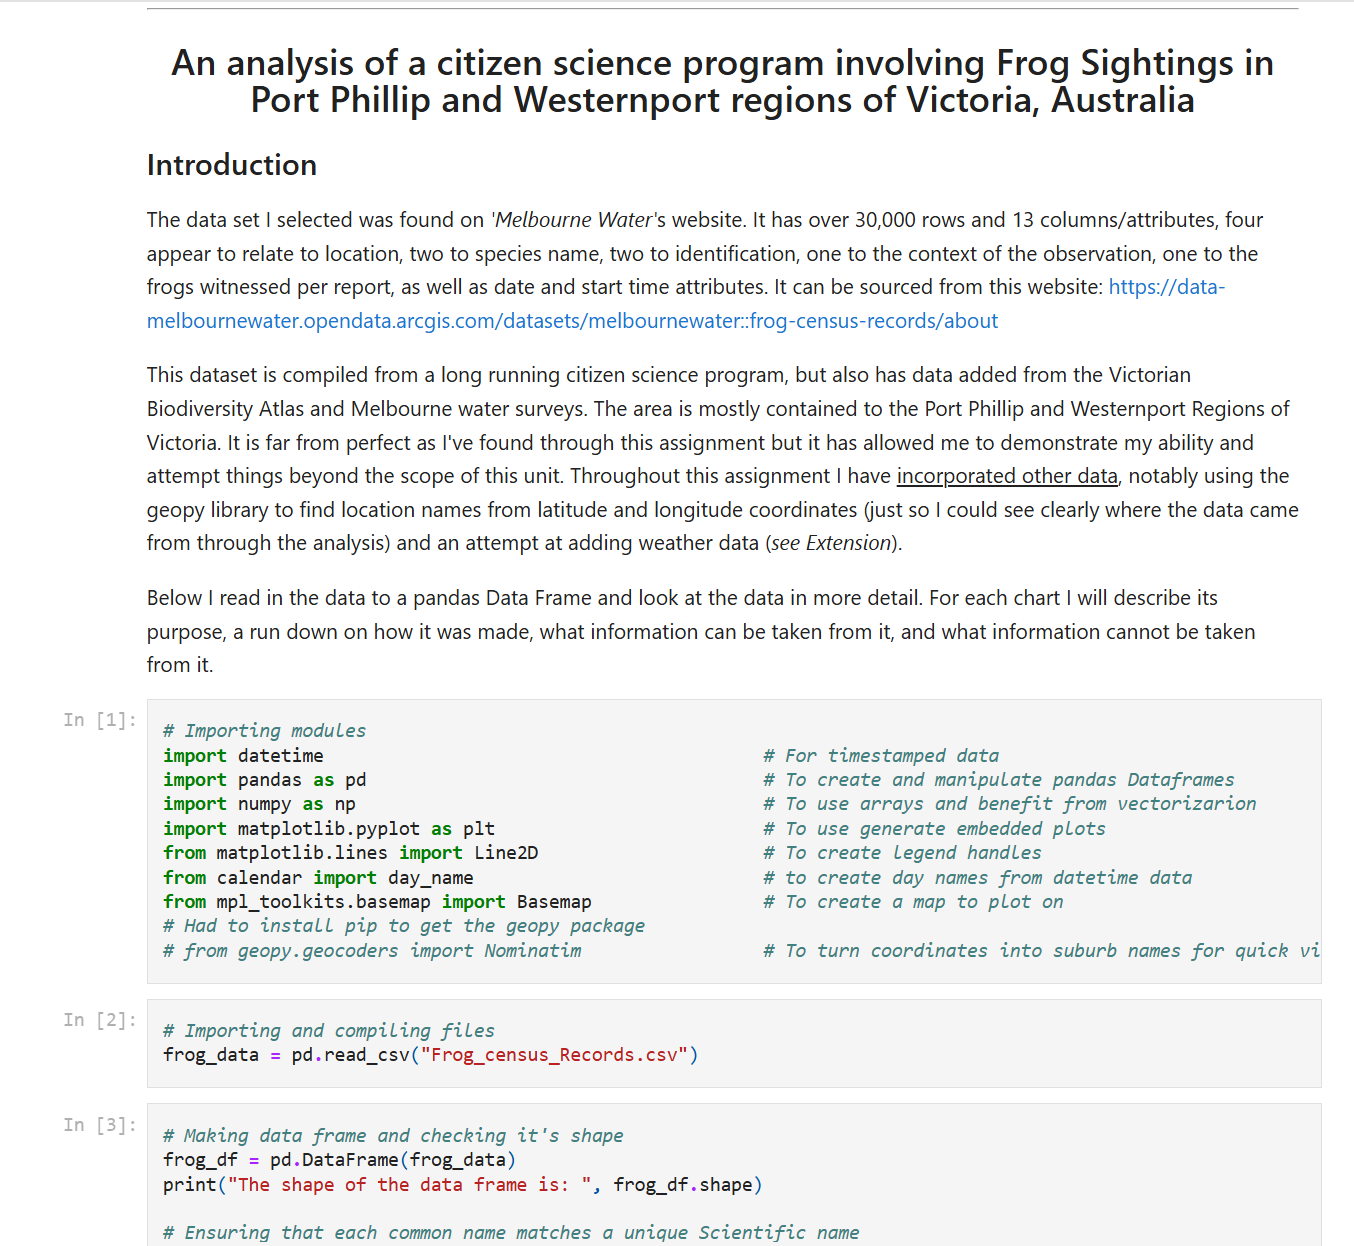 An analysis of a citizen science program involving Frog Sightings in
Port Phillip and Westernport regions of Victoria, Australia
Introduction
The data set I selected was found on 'Melbourne Water's website. It has over 30,000 rows and 13 columns/attributes, four
appear to relate to location, two to species name, two to identification, one to the context of the observation, one to the
frogs witnessed per report, as well as date and start time attributes. It can be sourced from this website: https://data-
melbournewater.opendata.arcgis.com/datasets/melbournewater::frog-census-records/about
This dataset is compiled from a long running citizen science program, but also has data added from the Victorian
Biodiversity Atlas and Melbourne water surveys. The area is mostly contained to the Port Phillip and Westernport Regions of
Victoria. It is far from perfect as I've found through this assignment but it has allowed me to demonstrate my ability and
attempt things beyond the scope of this unit. Throughout this assignment I have incorporated other data, notably using the
geopy library to find location names from latitude and longitude coordinates (just so I could see clearly where the data came
from through the analysis) and an attempt at adding weather data (see Extension).
Below I read in the data to a pandas Data Frame and look at the data in more detail. For each chart I will describe its
purpose, a run down on how it was made, what information can be taken from it, and what information cannot be taken
from it.
In [1]:
# Importing modules
import datetime # For timestamped data
import pandas as pd # To create and manipulate pandas Dataframes
import numpy as np # To use arrays and benefit from vectorizarion
import matplotlib.pyplot as plt # To use generate embedded plots
from matplotlib.lines import Line2D # To create legend handles
from calendar import day_name # to create day names from datetime data
from mpl_toolkits.basemap import Basemap # To create a map to plot on
# Had to install pip to get the geopy package
# from geopy.geocoders import Nominatim # To turn coordinates into suburb names for quick vi
In [2]:
# Importing and compiling files
frog_data = pd.read_csv("Frog_census_Records.csv")
In [3]:
# Making data frame and checking it's shape
frog_df = pd.DataFrame(frog_data)
print("The shape of the data frame is: ", frog_df.shape)
# Ensuring that each common name matches a unique Scientific name